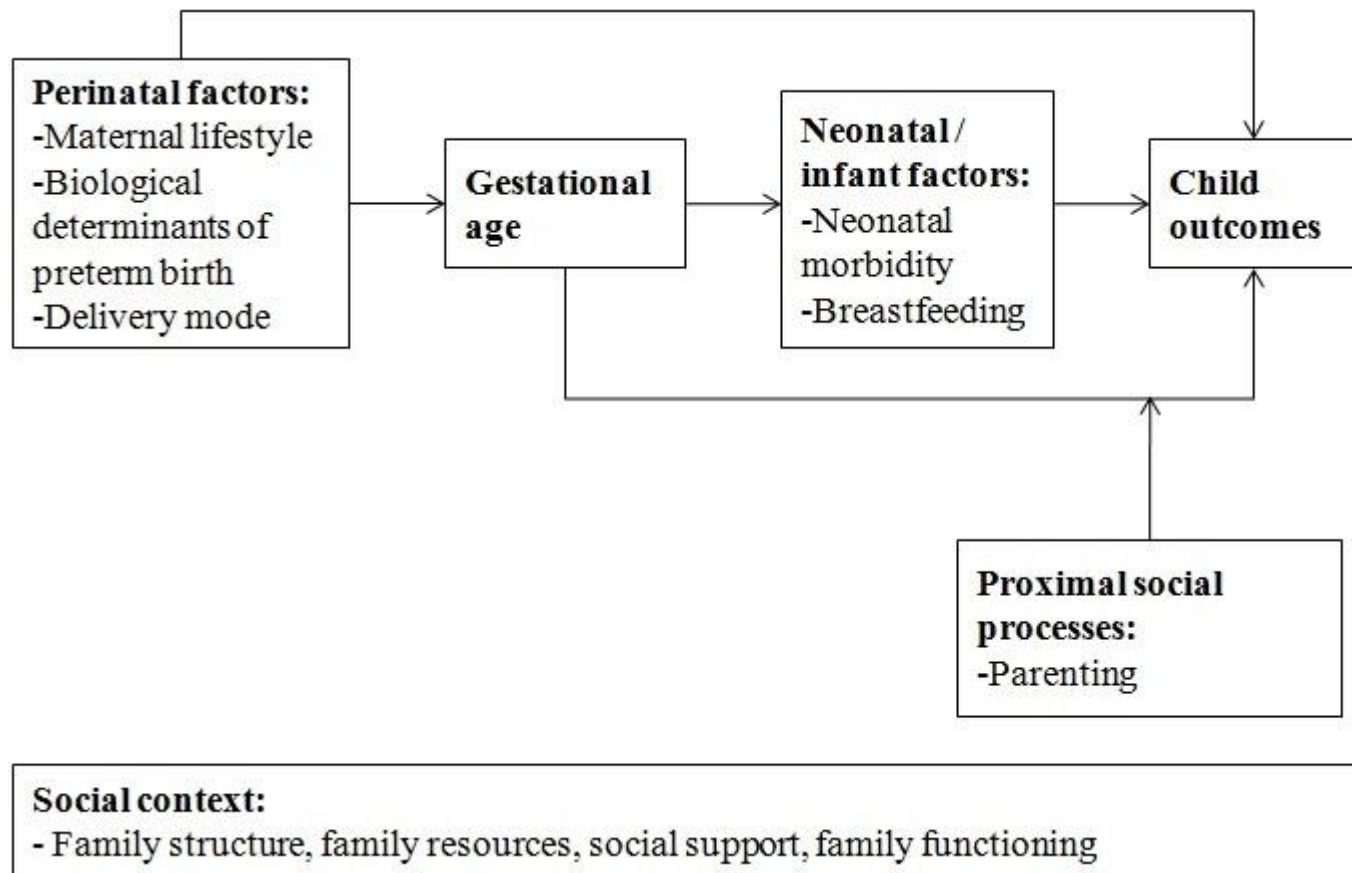 Perinatal factors:
-Maternal lifestyle
-Biological
determinants of
preterm birth
-Delivery mode
Gestational
age
Neonatal /
infant factors:
-Neonatal
morbidity
-Breastfeeding
Child
outcomes
Proximal social
processes:
-Parenting
Social context:
- Family structure, family resources, social support, family functioning